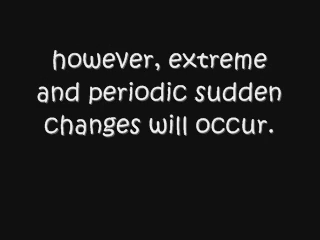 however, extreme
and periodic sudden
changes will occur.